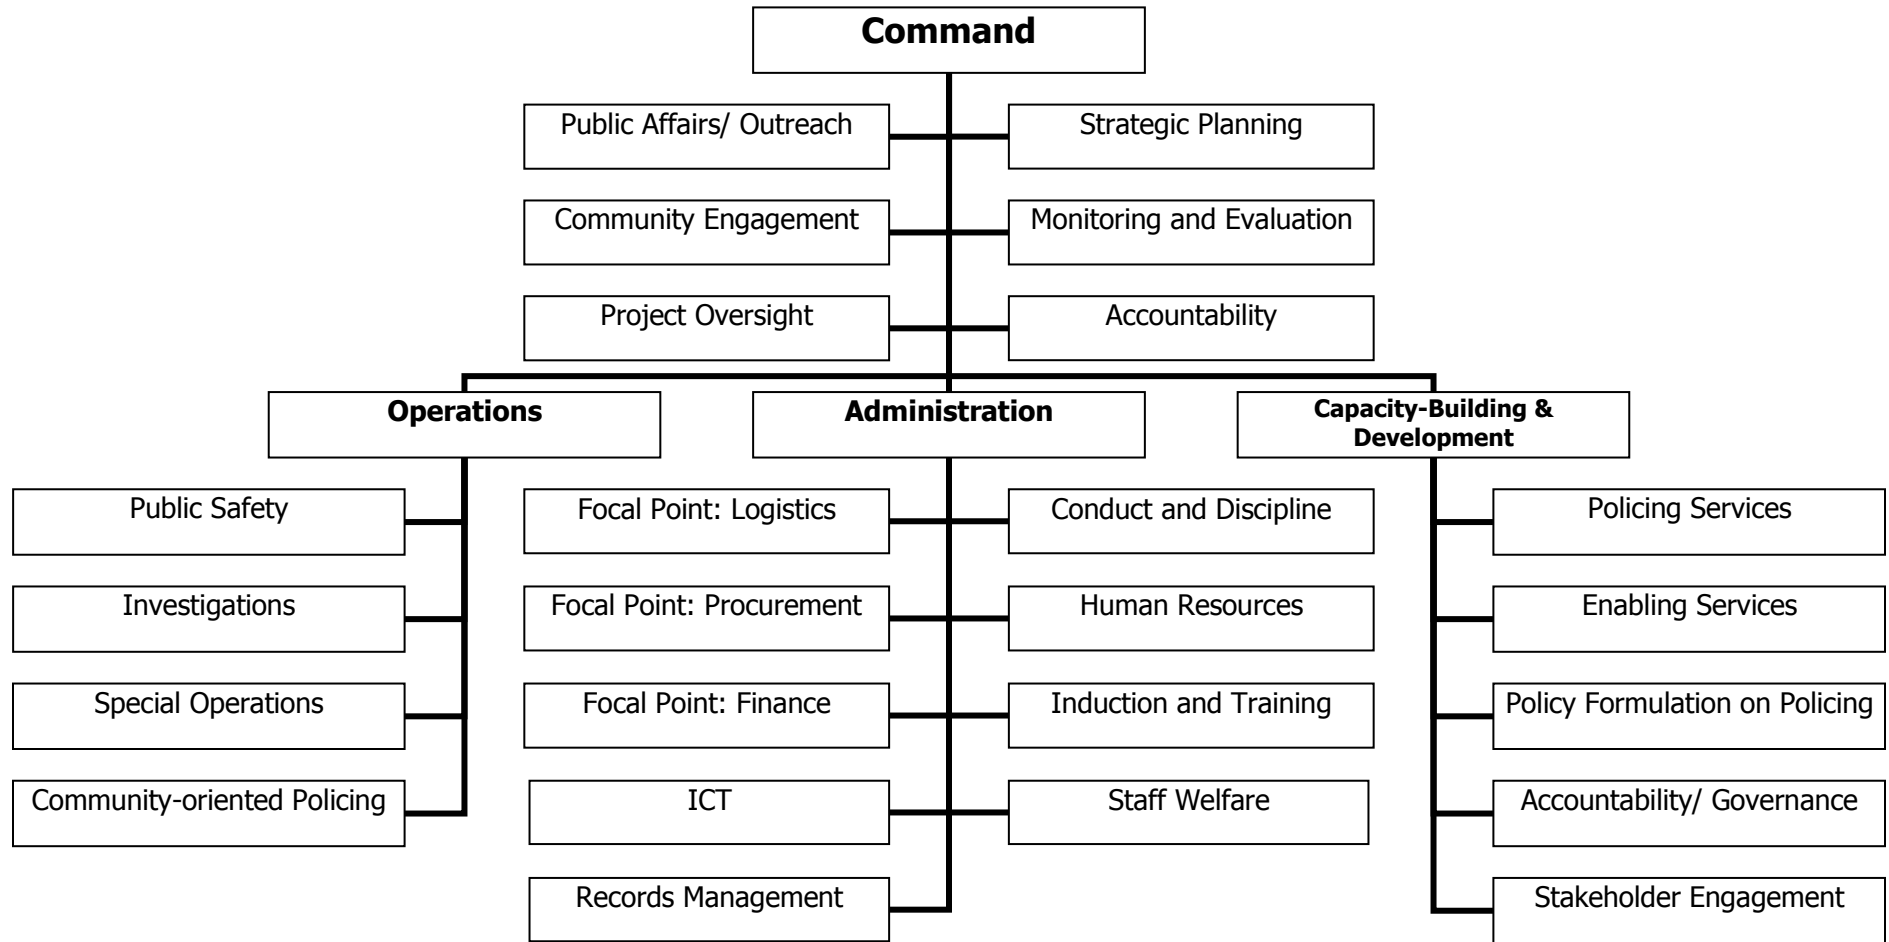 Command
Public Affairs/ Outreach
Strategic Planning
Community Engagement
Monitoring and Evaluation
Project Oversight
Accountability
Operations
Administration
Capacity-Building &
Development
Public Safety
Focal Point: Logistics
Conduct and Discipline
Policing Services
Investigations
Focal Point: Procurement
Human Resources
Enabling Services
Special Operations
Focal Point: Finance
Induction and Training
Policy Formulation on Policing
Community-oriented Policing
ICT
Staff Welfare
Accountability/ Governance
Records Management
Stakeholder Engagement